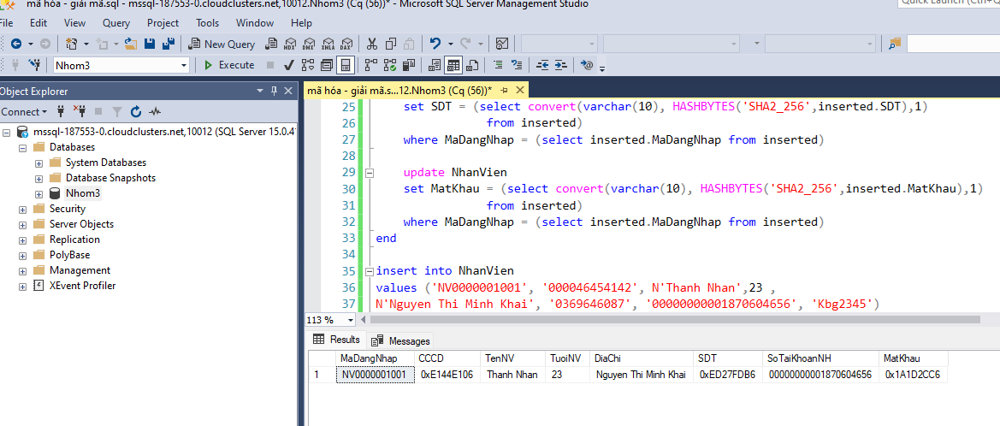 mã hóa - giải mã.sql - mssql-187553-0.cloudclusters.net,10012.Nhom3 (Cq (56))* - Microsoft SQL Server Management Studio
File Edit View Query Project Tools Window Help
New Query MDX DMX XMLA DAX
Nhom3 Execute
Object Explorer
Connect
mssql-187553-0.cloudclusters.net,10012 (SQL Server 15.0.4
Databases
System Databases
Database Snapshots
Nhom3
Security
Server Objects
Replication
PolyBase
Management
XEvent Profiler
mã hóa - giải mã.s...12.Nhom3 (Cq (56))*
25 set SDT = (select convert(varchar(10), HASHBYTES('SHA2_256',inserted.SDT),1)
26 from inserted)
27 where MaDangNhap = (select inserted.MaDangNhap from inserted)
28
29 update NhanVien
30 set MatKhau = (select convert(varchar(10), HASHBYTES('SHA2_256',inserted.MatKhau),1)
31 from inserted)
32 where MaDangNhap = (select inserted.MaDangNhap from inserted)
33 end
34
35 insert into NhanVien
36 values ('NV0000001001', '000046454142', N'Thanh Nhan',23 ,
37 N'Nguyen Thi Minh Khai', '0369646087', '00000000001870604656', 'Kbg2345')
113 %
Results Messages
MaDangNhap CCCD TenNV TuoiNV DiaChi SDT SoTaiKhoanNH MatKhau
1 NV0000001001 0xE144E106 Thanh Nhan 23 Nguyen Thi Minh Khai 0xED27FDB6 00000000001870604656 0x1A1D2CC6